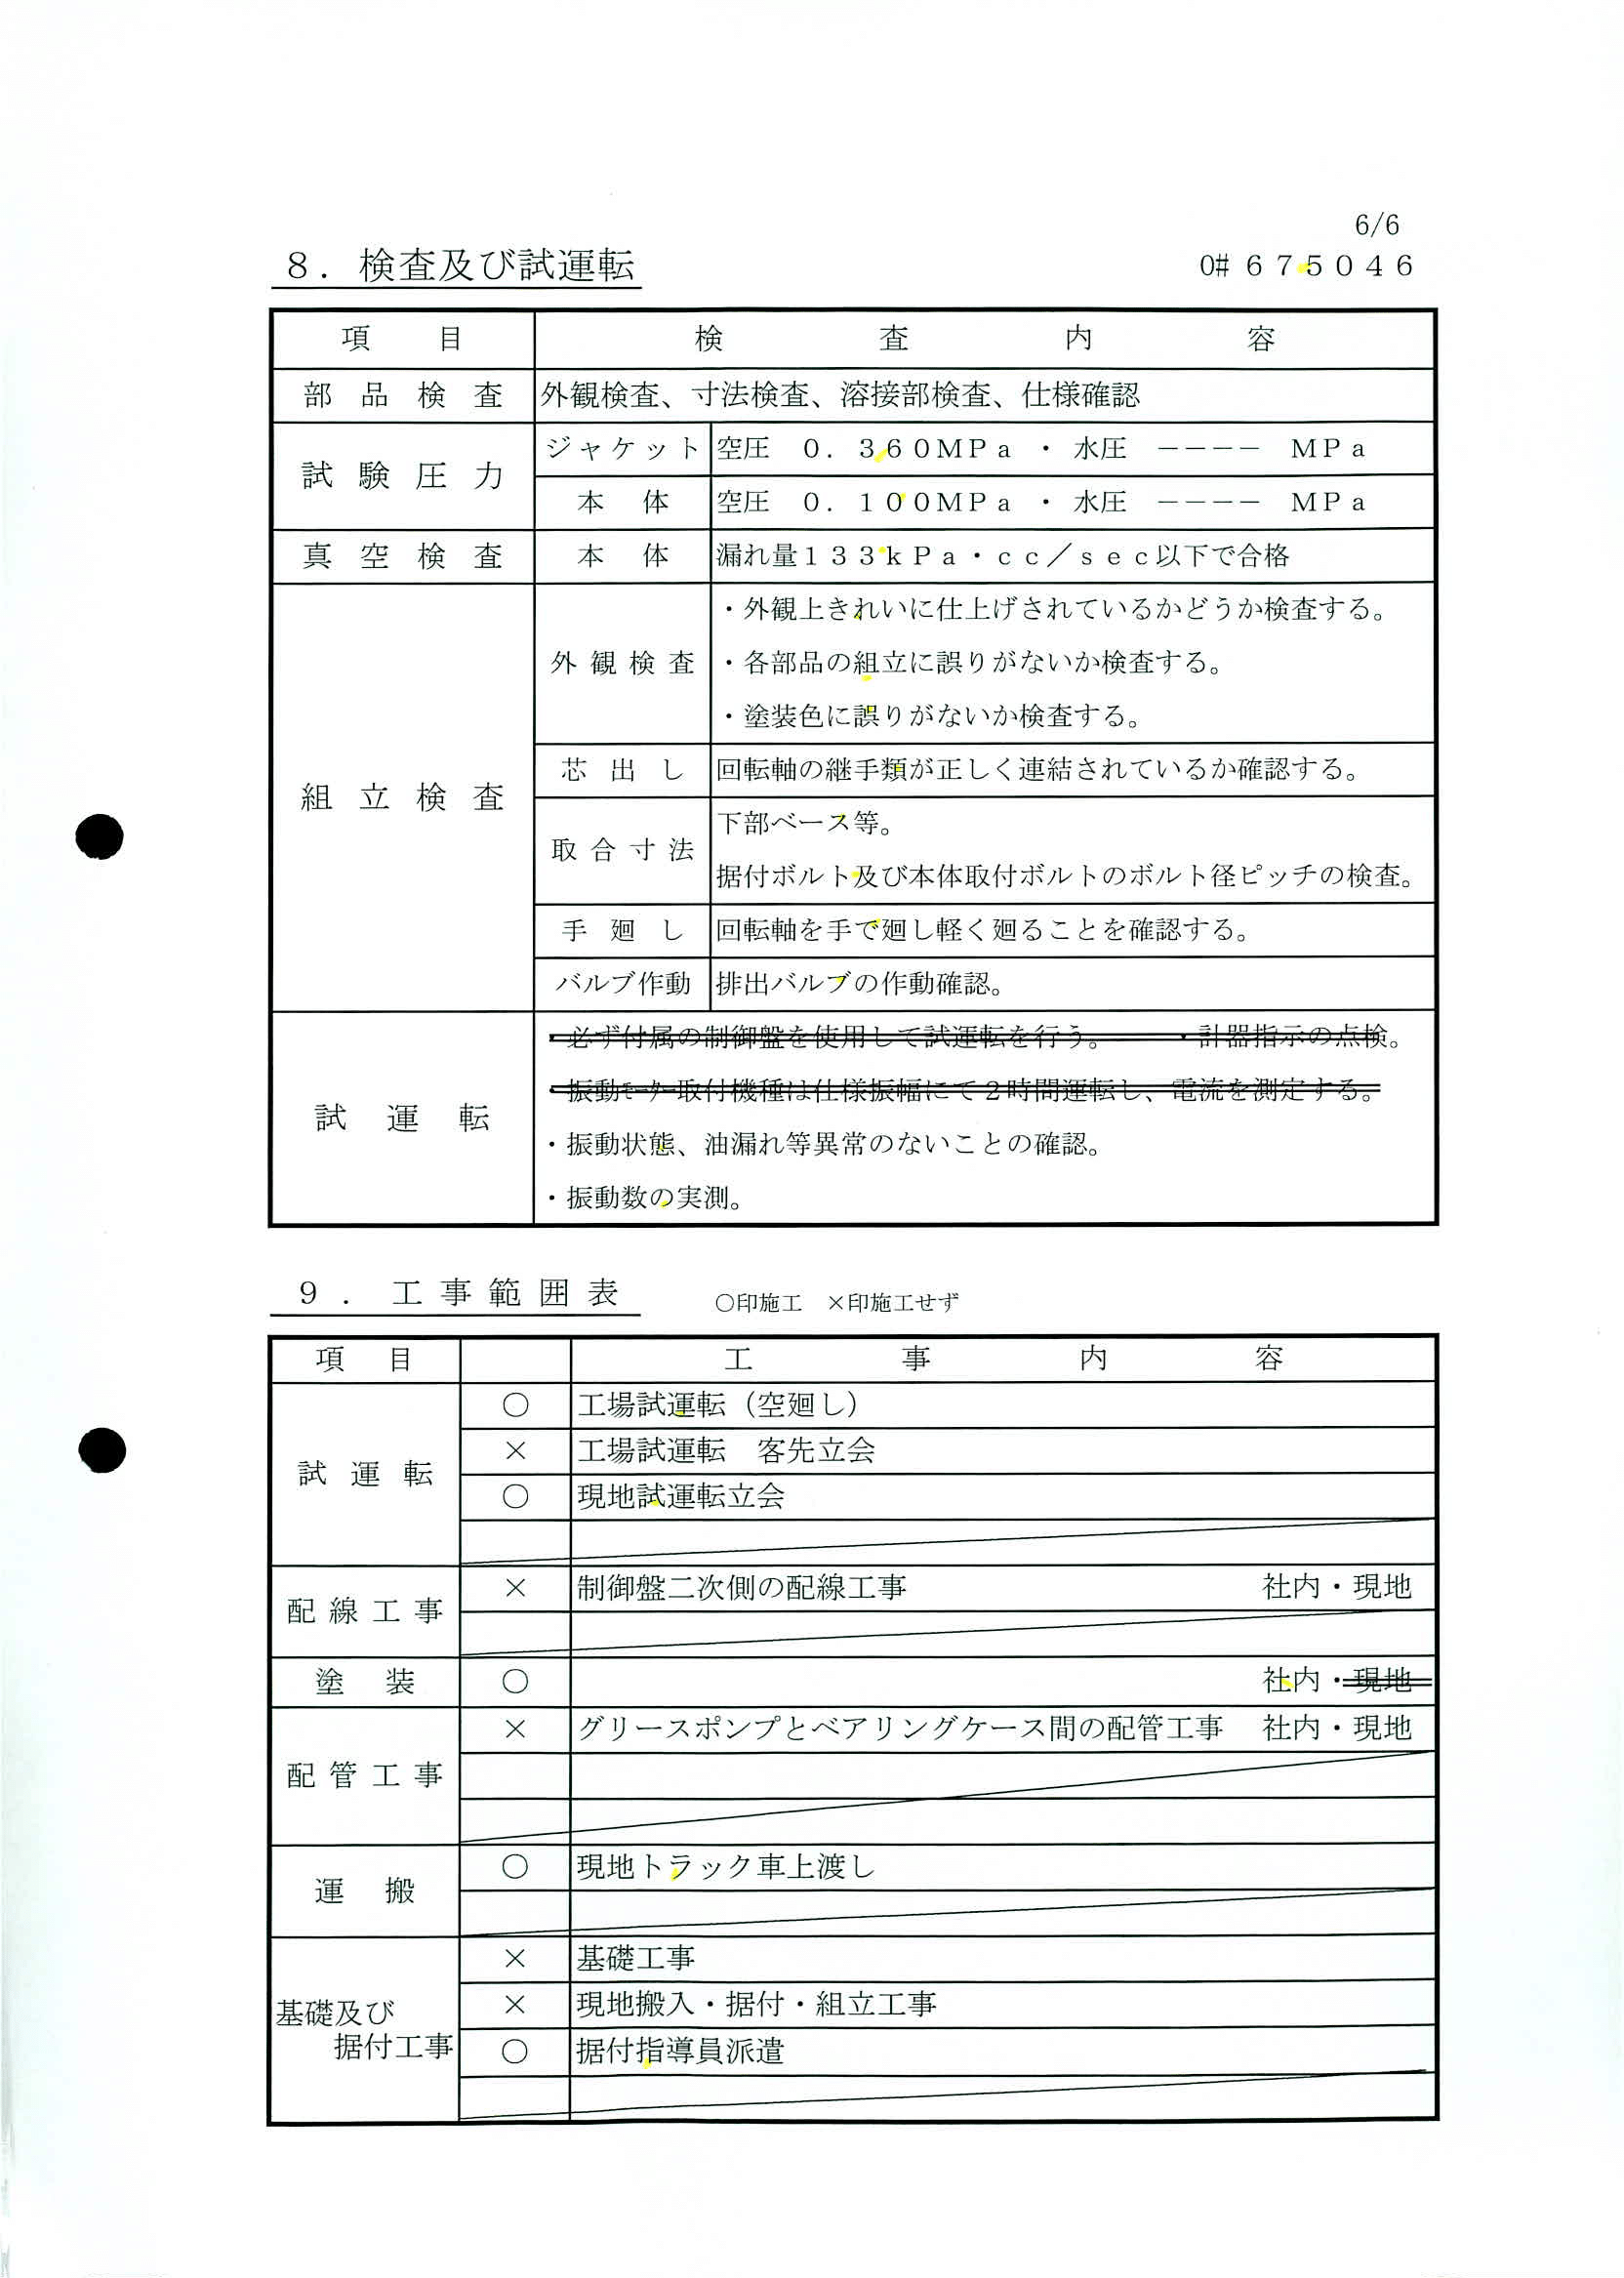 6/6
8．検査及び試運転
O# 675046
項目 検査内容
部品検査 外観検査、寸法検査、溶接部検査、仕様確認
試験圧力 ジャケット 空圧 0．360MPa ・ 水圧 ---- MPa
本体 空圧 0．100MPa ・ 水圧 ---- MPa
真空検査 本体 漏れ量133kPa・cc／sec以下で合格
組立検査 外観検査 ・外観上きれいに仕上げされているかどうか検査する。
・各部品の組立に誤りがないか検査する。
・塗装色に誤りがないか検査する。
芯出し 回転軸の継手類が正しく連結されているか確認する。
取合寸法 下部ベース等。
据付ボルト及び本体取付ボルトのボルト径ピッチの検査。
手廻し 回転軸を手で廻し軽く廻ることを確認する。
バルブ作動 排出バルブの作動確認。
試運転 ・必ず付属の制御盤を使用して試運転を行う。 ・計器指示の点検。
・振動ﾓｰﾀｰ取付機種は仕様振幅にて2時間運転し、電流を測定する。
・振動状態、油漏れ等異常のないことの確認。
・振動数の実測。
9．工事範囲表 ○印施工 ×印施工せず
項目 工事内容
試運転 ○ 工場試運転（空廻し）
× 工場試運転 客先立会
○ 現地試運転立会
配線工事 × 制御盤二次側の配線工事 社内・現地
塗装 ○ 社内・現地
配管工事 × グリースポンプとベアリングケース間の配管工事 社内・現地
運搬 ○ 現地トラック車上渡し
基礎及び据付工事 × 基礎工事
× 現地搬入・据付・組立工事
○ 据付指導員派遣